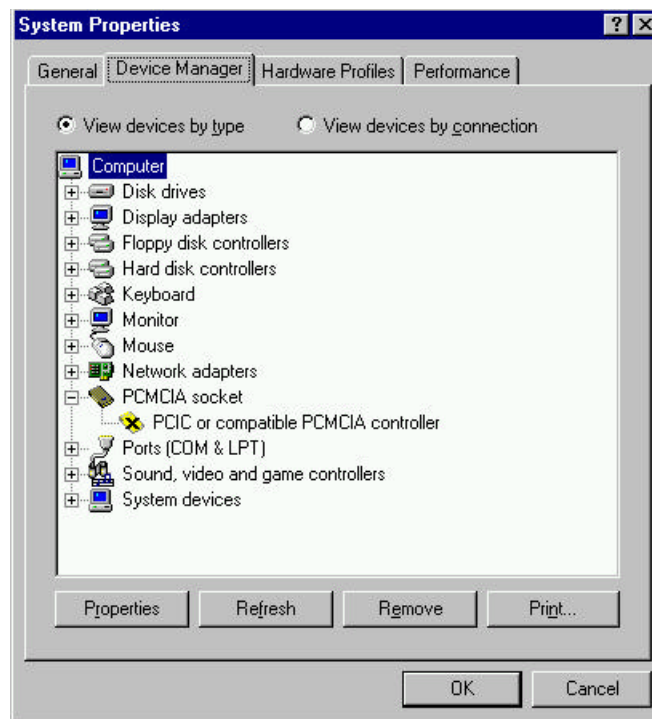 System Properties
General Device Manager Hardware Profiles Performance
View devices by type View devices by connection
Computer
Disk drives
Display adapters
Floppy disk controllers
Hard disk controllers
Keyboard
Monitor
Mouse
Network adapters
PCMCIA socket
PCIC or compatible PCMCIA controller
Ports (COM & LPT)
Sound, video and game controllers
System devices
Properties Refresh Remove Print...
OK Cancel